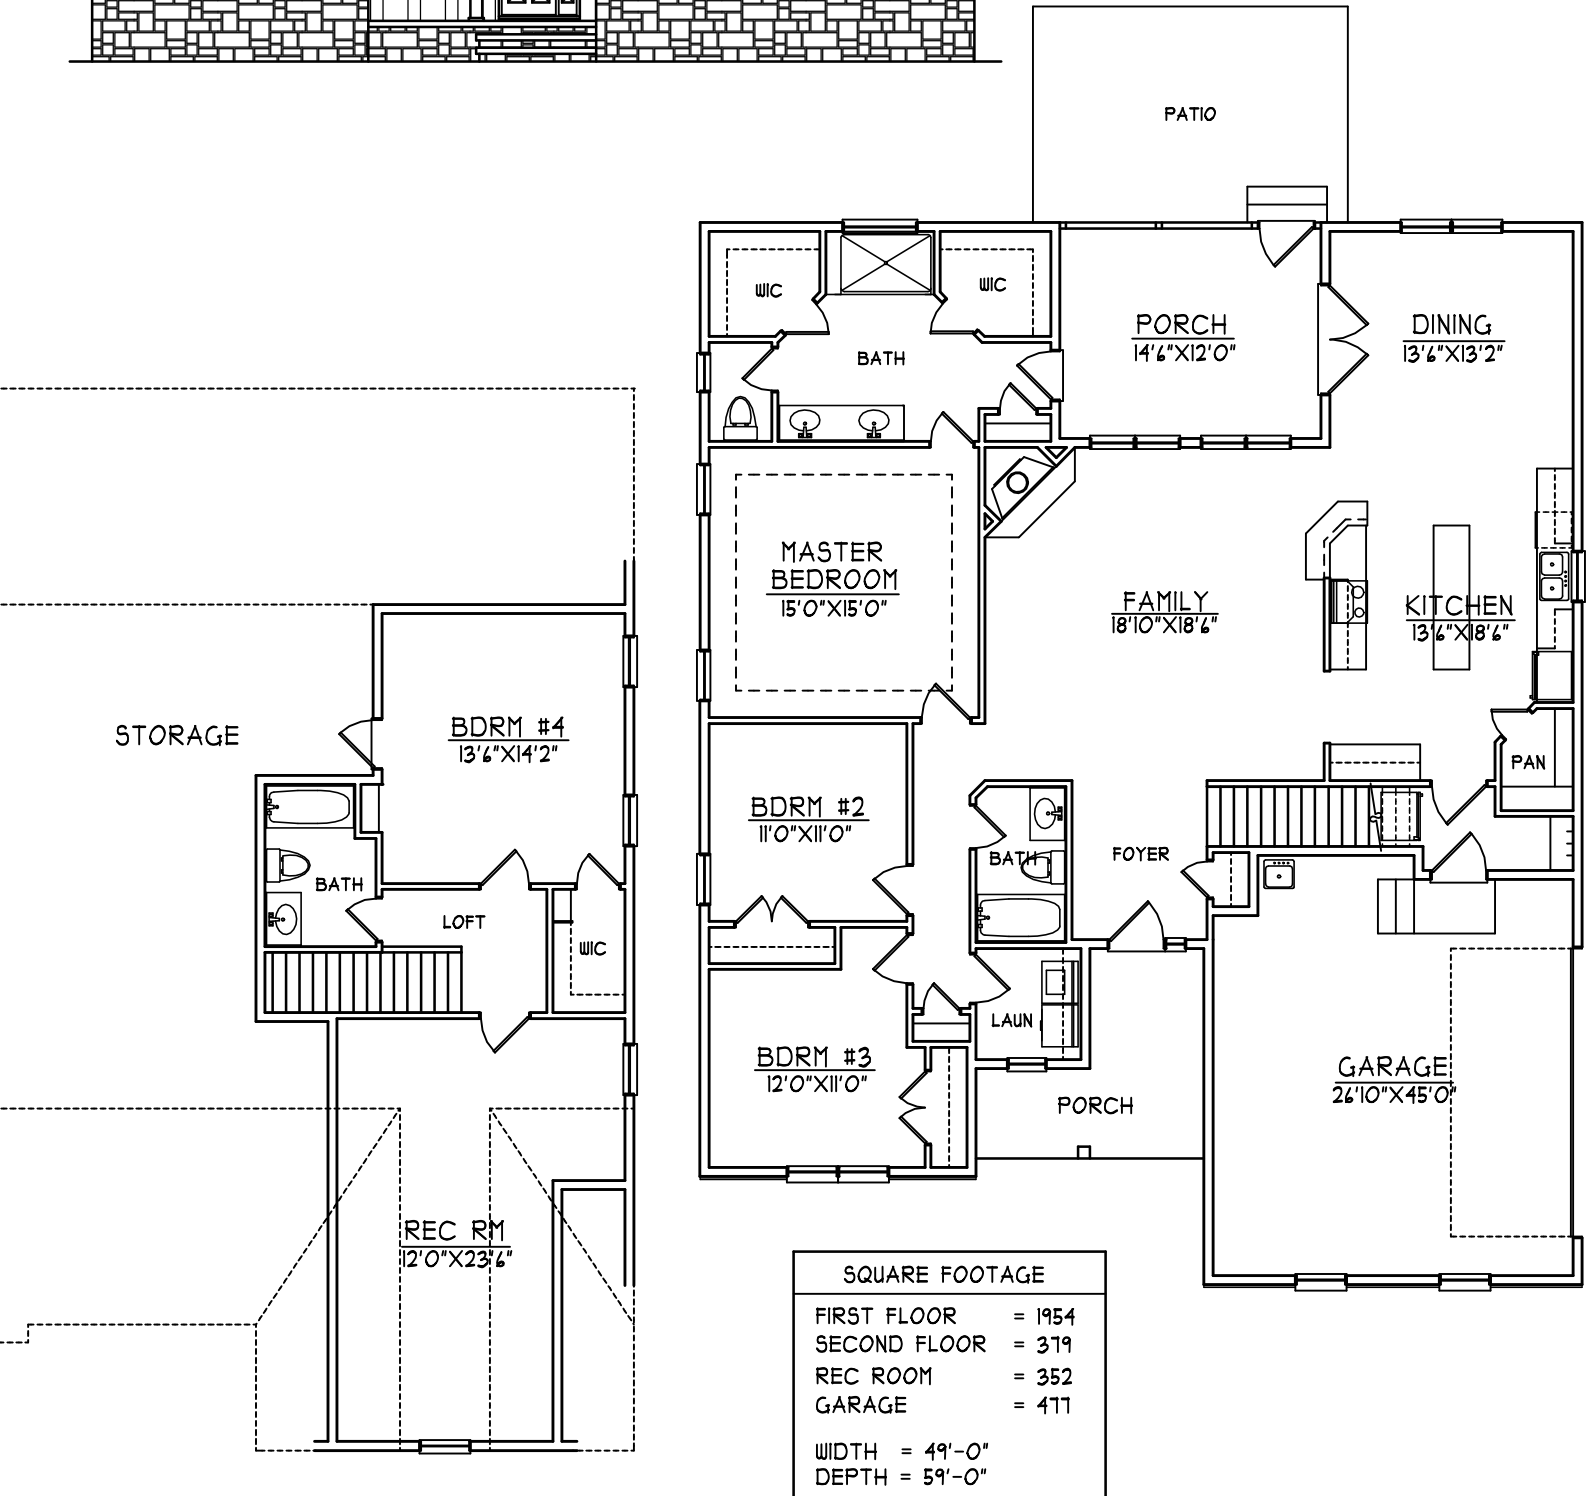 PATIO
WIC
WIC
PORCH
14'6"X12'0"
DINING
13'6"X13'2"
BATH
MASTER
BEDROOM
15'0"X15'0"
FAMILY
18'10"X18'6"
KITCHEN
13'6"X18'6"
STORAGE
BDRM #4
13'6"X14'2"
PAN
BDRM #2
11'0"X11'0"
BATH
FOYER
BATH
LOFT
WIC
LAUN
BDRM #3
12'0"X11'0"
PORCH
GARAGE
26'10"X45'0"
REC RM
12'0"X23'6"
SQUARE FOOTAGE
FIRST FLOOR = 1954
SECOND FLOOR = 379
REC ROOM = 352
GARAGE = 477
WIDTH = 49'-0"
DEPTH = 59'-0"